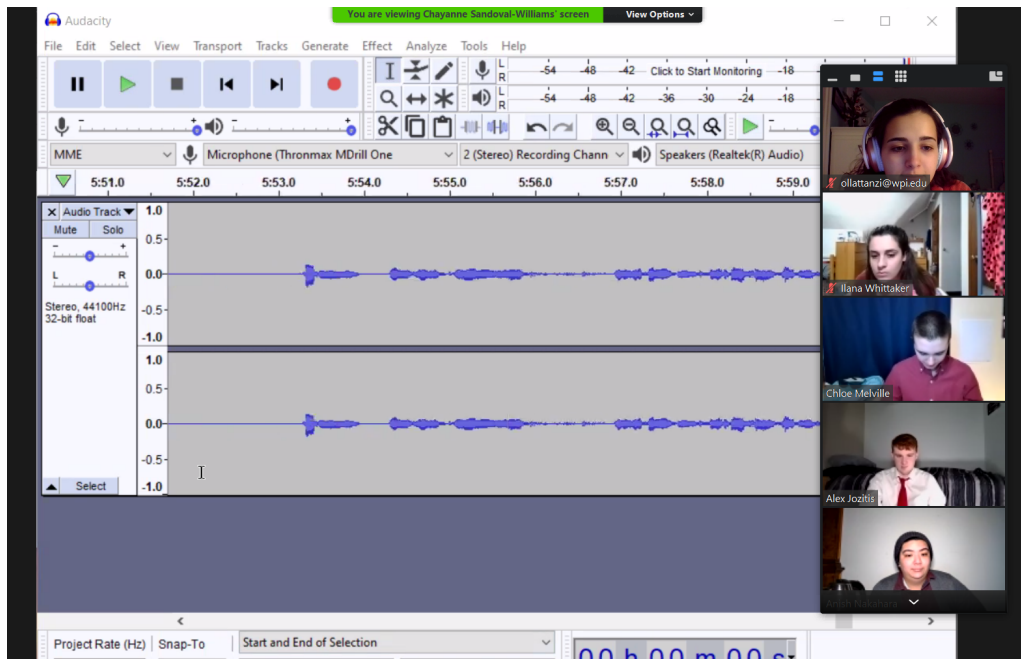 You are viewing Chayanne Sandoval-Williams' screen View Options
Audacity
File Edit Select View Transport Tracks Generate Effect Analyze Tools Help
L
R
-54 -48 -42 Click to Start Monitoring -18
L
R
-54 -48 -42 -36 -30 -24 -18
- +
- +
MME Microphone (Thronmax MDrill One 2 (Stereo) Recording Chann Speakers (Realtek(R) Audio)
5:51.0 5:52.0 5:53.0 5:54.0 5:55.0 5:56.0 5:57.0 5:58.0 5:59.0
X Audio Track
Mute Solo
- +
L R
Stereo, 44100Hz
32-bit float
Select
1.0
0.5
0.0
-0.5
-1.0
1.0
0.5
0.0
-0.5
-1.0
ollattanzi@wpi.edu
Ilana Whittaker
Chloe Melville
Alex Jozitis
Project Rate (Hz) Snap-To Start and End of Selection
00 h 00 m 00 s